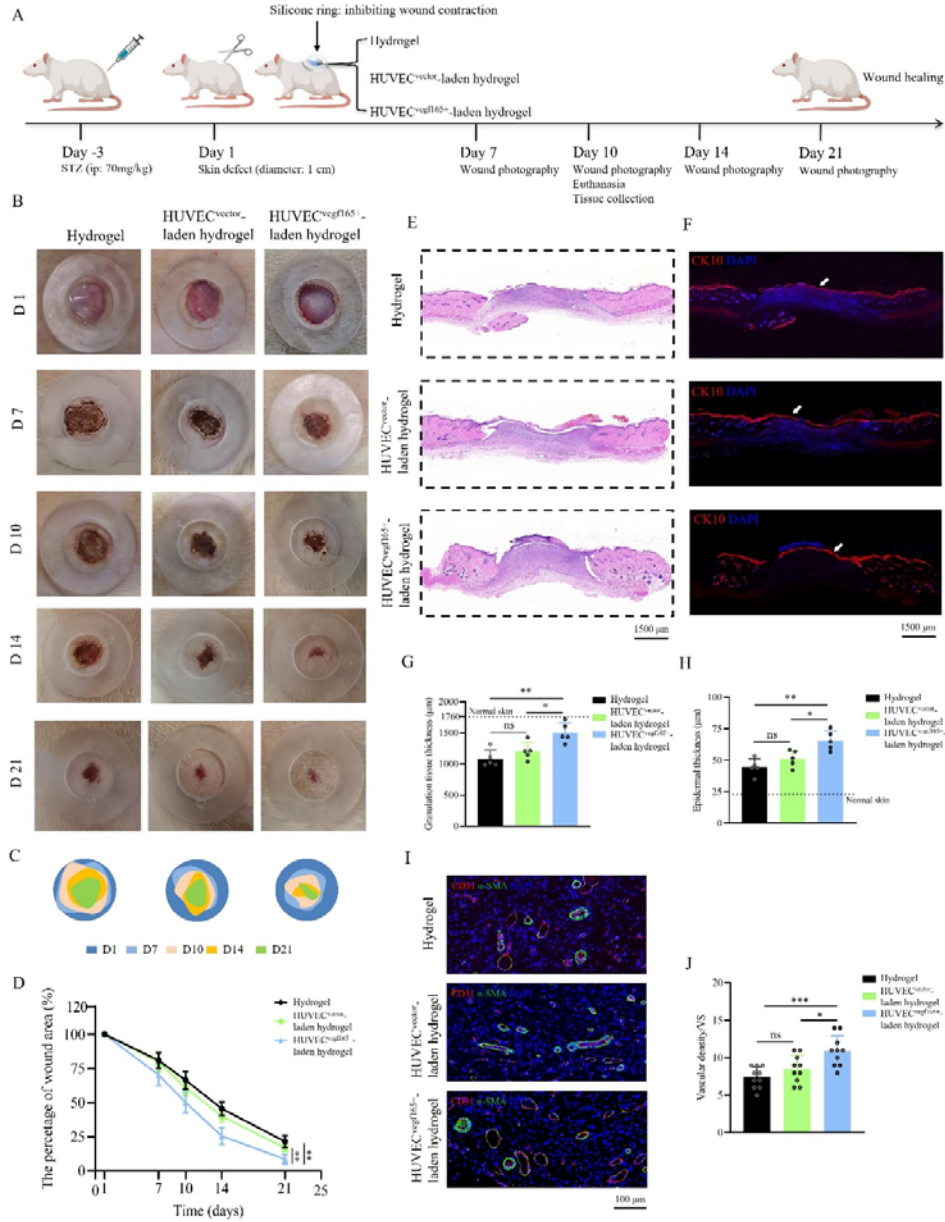 A
Silicone ring: inhibiting wound contraction
Hydrogel
HUVECvector-laden hydrogel
HUVECvegf165+-laden hydrogel
Wound healing
Day -3
STZ (ip: 70mg/kg)
Day 1
Skin defect (diameter: 1 cm)
Day 7
Wound photography
Day 10
Wound photography
Euthanasia
Tissue collection
Day 14
Wound photography
Day 21
Wound photography
B
Hydrogel
HUVECvector-
laden hydrogel
HUVECvegf165+-
laden hydrogel
D 1
D 7
D 10
D 14
D 21
C
D1
D7
D10
D14
D21
D
The percetage of wound area (%)
100
75
50
25
0
0
1
7
10
14
21
25
Time (days)
Hydrogel
HUVECvector-
laden hydrogel
HUVECvegf165+-
laden hydrogel
**
**
E
Hydrogel
HUVECvector-
laden hydrogel
HUVECvegf165+-
laden hydrogel
1500 μm
F
CK10 DAPI
CK10 DAPI
CK10 DAPI
1500 μm
G
Granulation tissue thickness (μm)
2000
1760
1500
1000
500
0
Normal skin
ns
**
*
Hydrogel
HUVECvector-
laden hydrogel
HUVECvegf165+-
laden hydrogel
H
Epidermal thickness (μm)
100
75
50
25
0
ns
**
*
Normal skin
Hydrogel
HUVECvector-
laden hydrogel
HUVECvegf165+-
laden hydrogel
I
Hydrogel
HUVECvector-
laden hydrogel
HUVECvegf165+-
laden hydrogel
CD31 α-SMA
CD31 α-SMA
CD31 α-SMA
100 μm
J
Vascular density/VS
20
15
10
5
0
ns
***
*
Hydrogel
HUVECvector-
laden hydrogel
HUVECvegf165+-
laden hydrogel